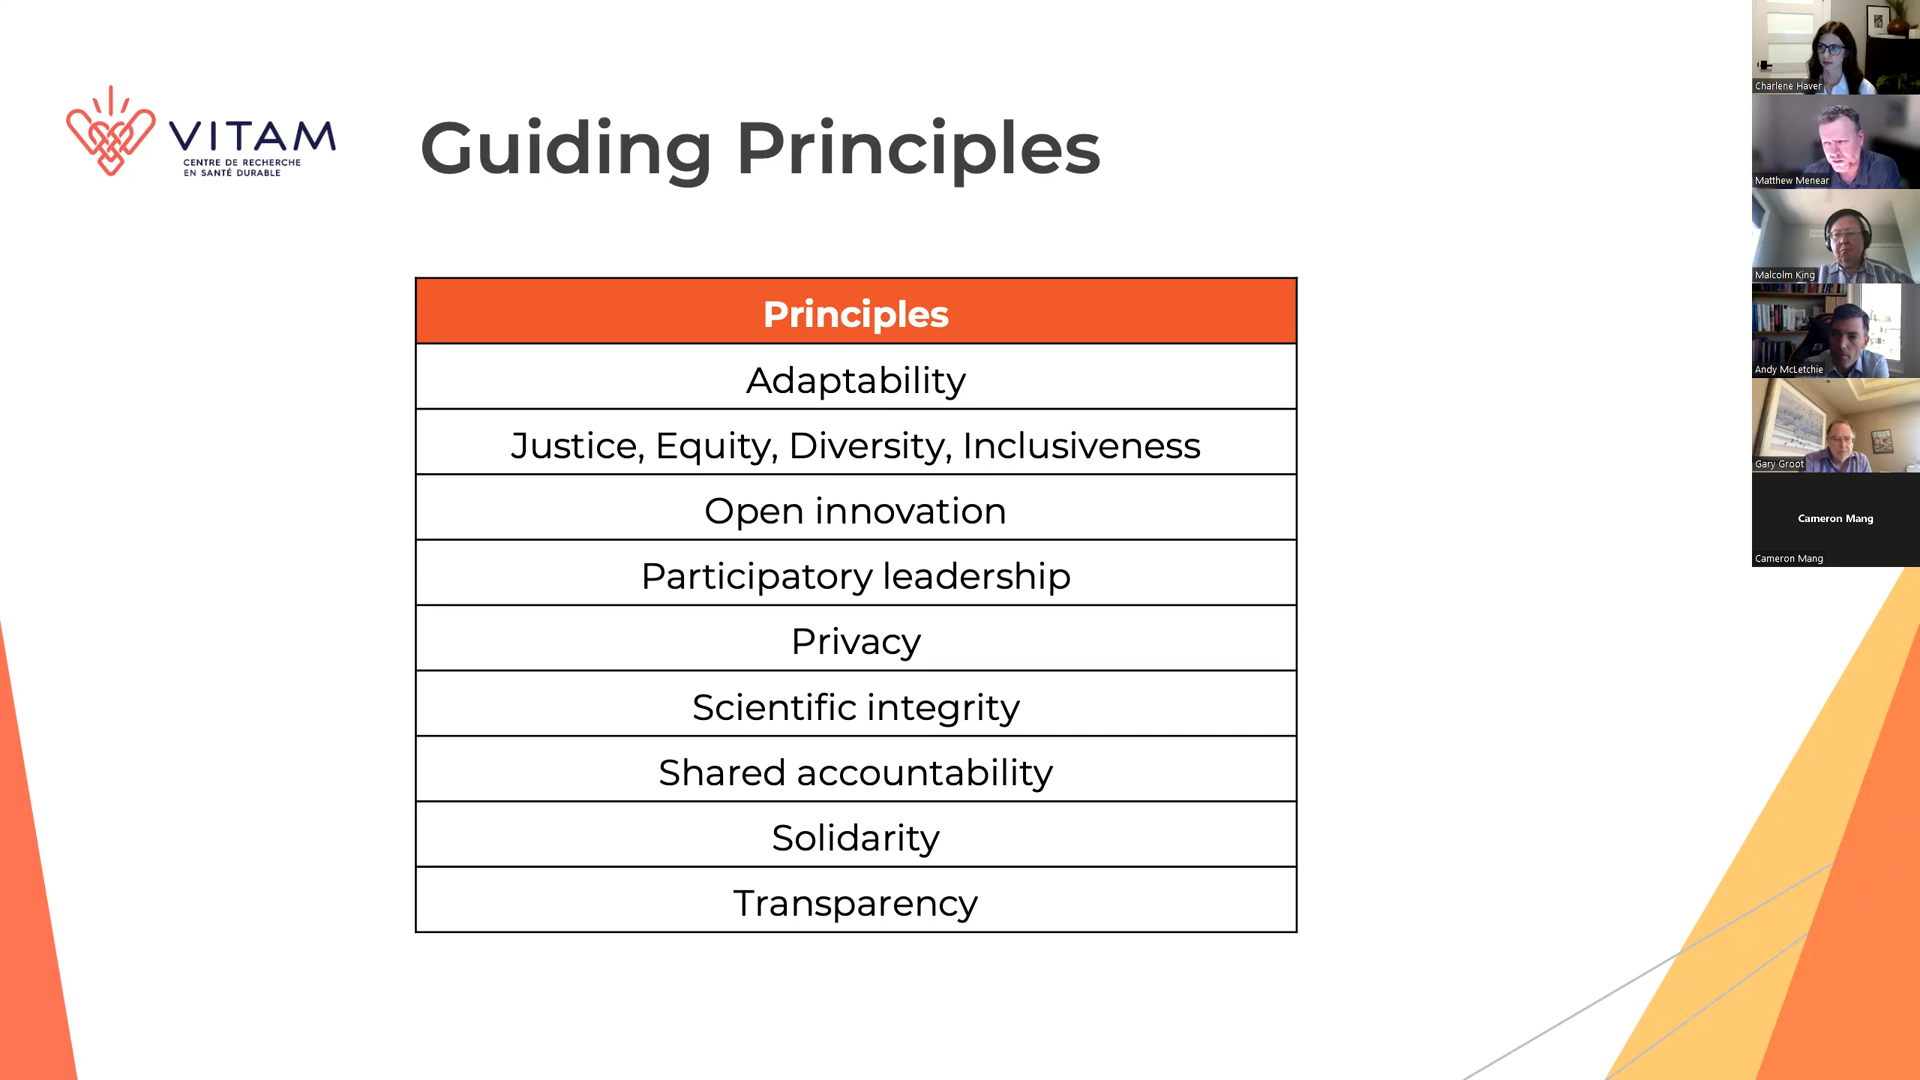 VITAM
CENTRE DE RECHERCHE
EN SANTÉ DURABLE
Guiding Principles
Principles
Adaptability
Justice, Equity, Diversity, Inclusiveness
Open innovation
Participatory leadership
Privacy
Scientific integrity
Shared accountability
Solidarity
Transparency
Charlene Haver
Matthew Menear
Malcolm King
Andy McLetchie
Gary Groot
Cameron Mang
Cameron Mang